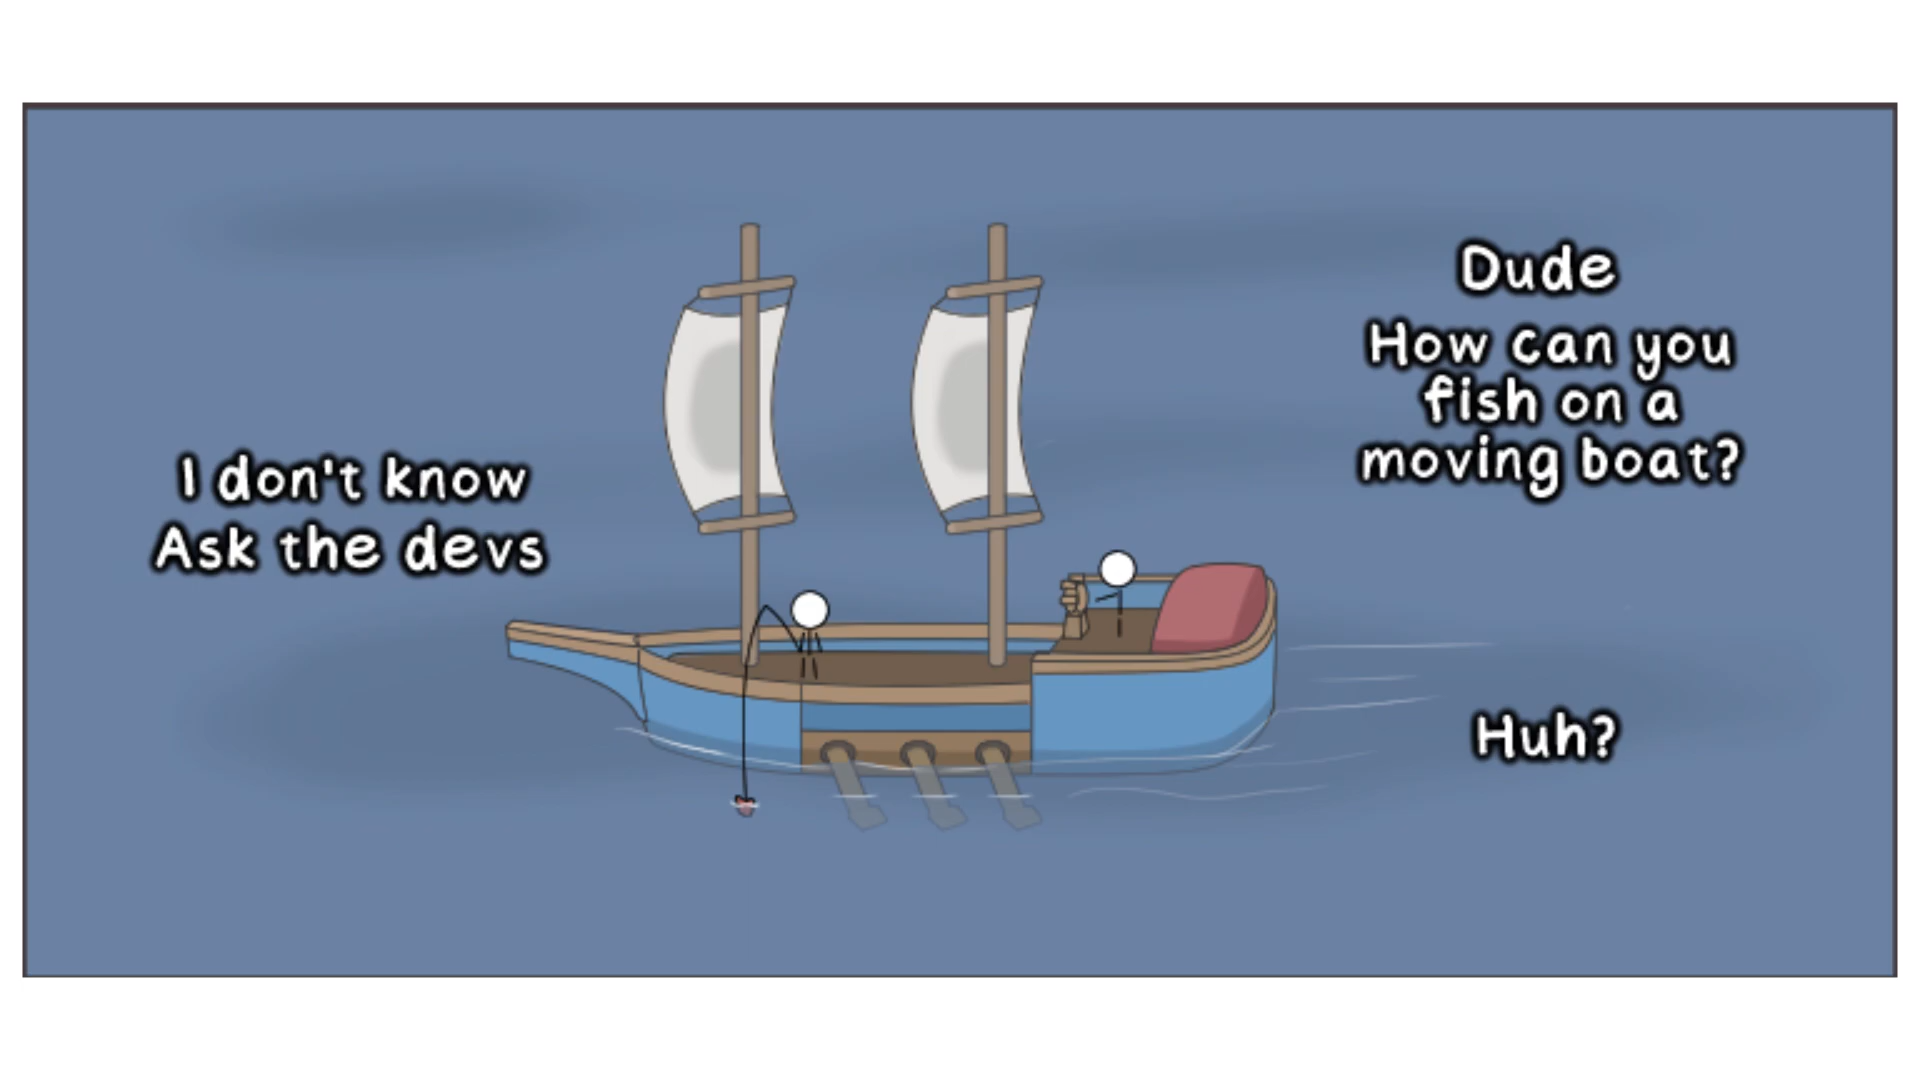 Dude
How can you
fish on a
moving boat?
I don't know
Ask the devs
Huh?